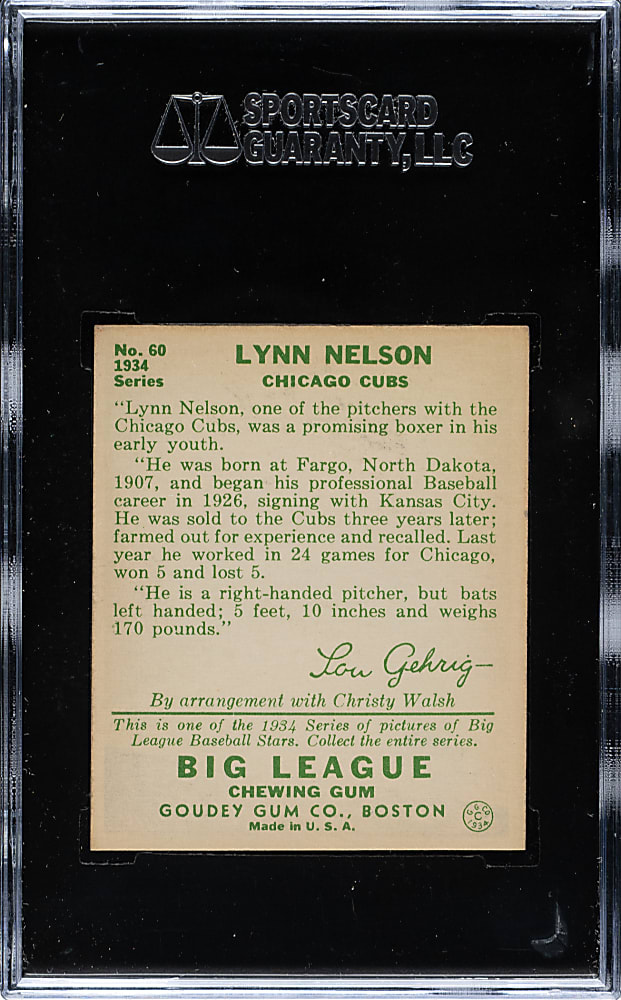 SPORTSCARD
GUARANTY, LLC
No. 60
1934
Series
LYNN NELSON
CHICAGO CUBS
"Lynn Nelson, one of the pitchers with the
Chicago Cubs, was a promising boxer in his
early youth.
"He was born at Fargo, North Dakota,
1907, and began his professional Baseball
career in 1926, signing with Kansas City.
He was sold to the Cubs three years later;
farmed out for experience and recalled. Last
year he worked in 24 games for Chicago,
won 5 and lost 5.
"He is a right-handed pitcher, but bats
left handed; 5 feet, 10 inches and weighs
170 pounds."
Lou Gehrig
By arrangement with Christy Walsh
This is one of the 1934 Series of pictures of Big
League Baseball Stars. Collect the entire series.
BIG LEAGUE
CHEWING GUM
GOUDEY GUM CO., BOSTON
Made in U. S. A.
G. G. CO.
C
1934